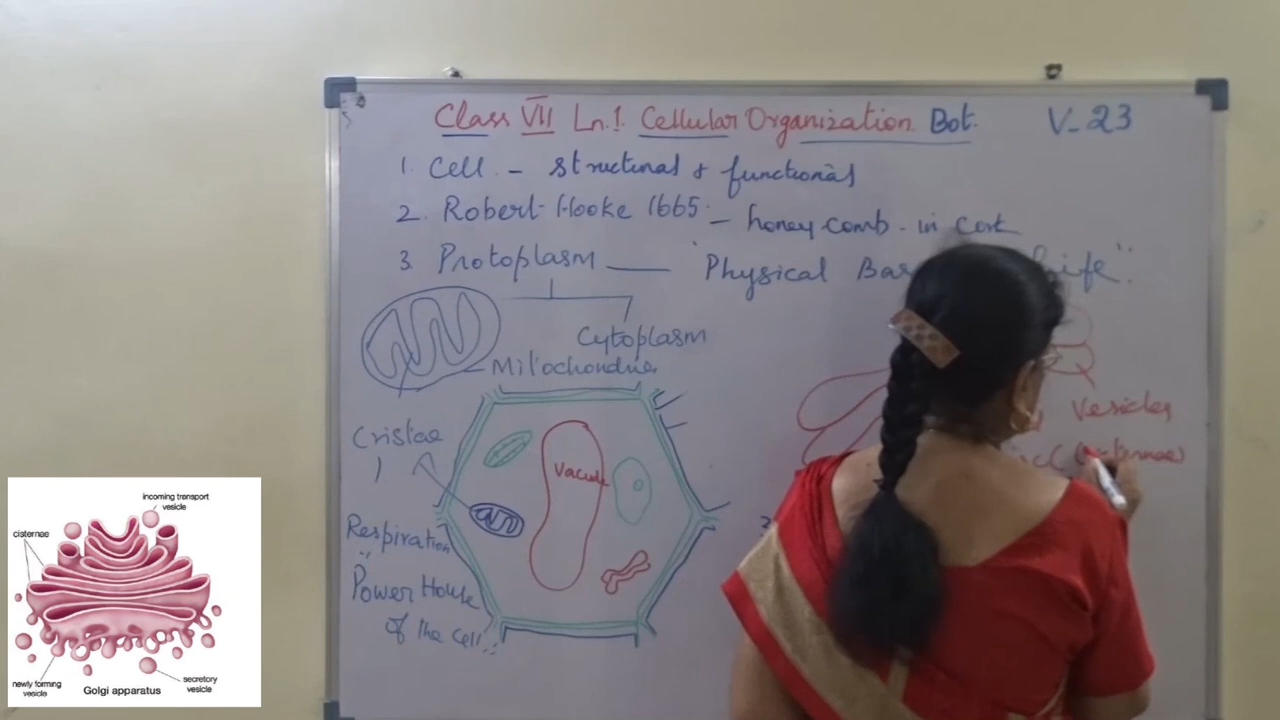 Class VII Ln.1. Cellular Organization Bot. V-23
1. Cell - structural & functional
2. Robert Hooke 1665 - honey comb - in Cork
3. Protoplasm — "Physical Life"
Cytoplasm
Mitochondria
Cristae
Vacuole
Vesicles
Respiration
"Power House
of the cell"
incoming transport
vesicle
cisternae
newly forming
vesicle
Golgi apparatus
secretory
vesicle